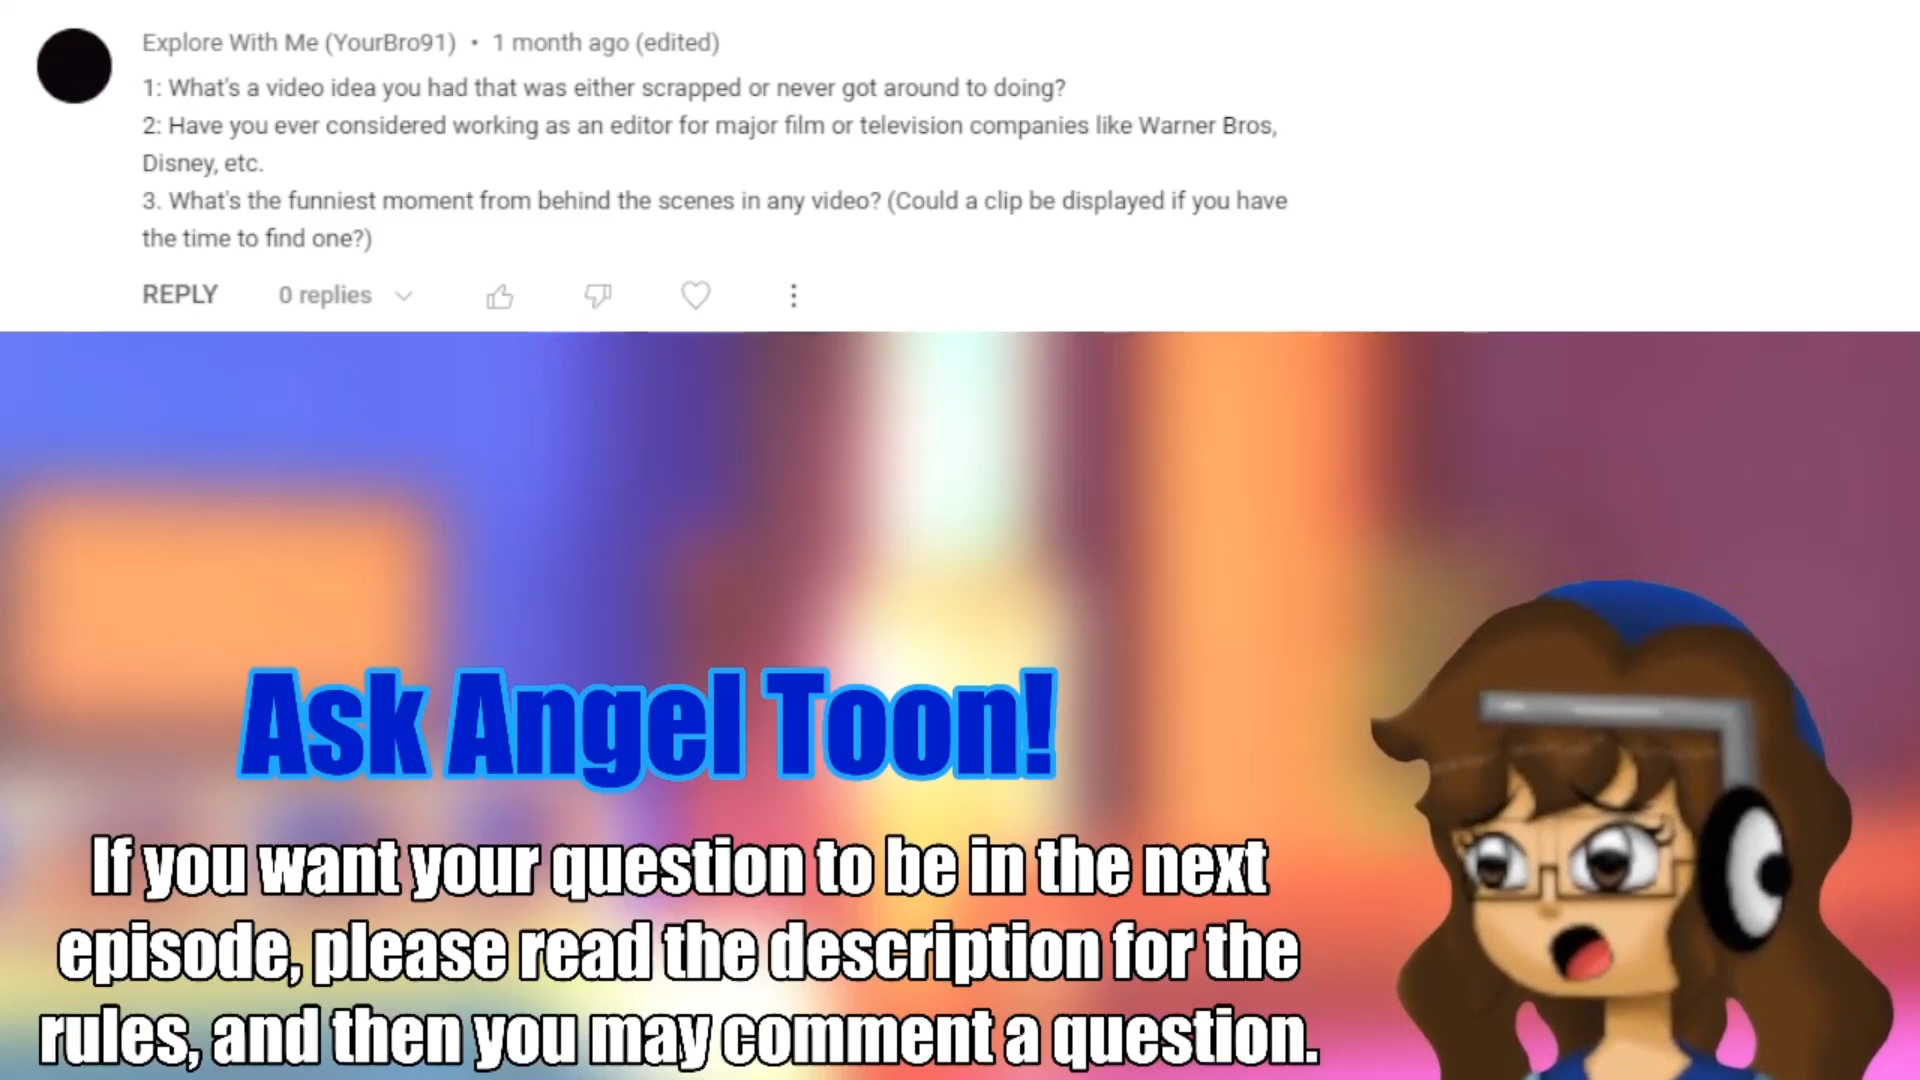 Explore With Me (YourBro91) • 1 month ago (edited)
1: What's a video idea you had that was either scrapped or never got around to doing?
2: Have you ever considered working as an editor for major film or television companies like Warner Bros,
Disney, etc.
3. What's the funniest moment from behind the scenes in any video? (Could a clip be displayed if you have
the time to find one?)
REPLY 0 replies
Ask Angel Toon!
If you want your question to be in the next
episode, please read the description for the
rules, and then you may comment a question.